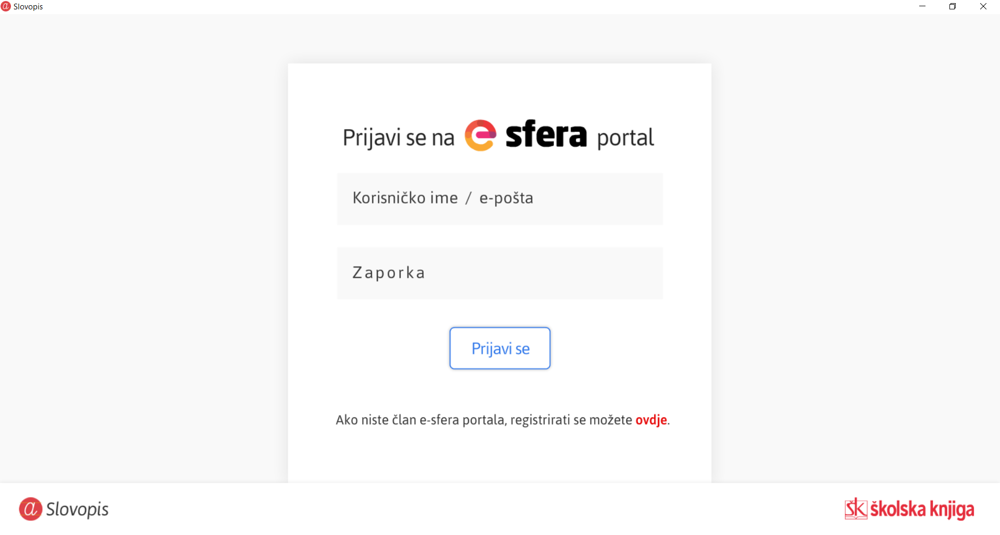 Slovopis
Prijavi se na e sfera portal
Korisničko ime / e-pošta
Zaporka
Prijavi se
Ako niste član e-sfera portala, registrirati se možete ovdje.
a Slovopis
ŠK školska knjiga